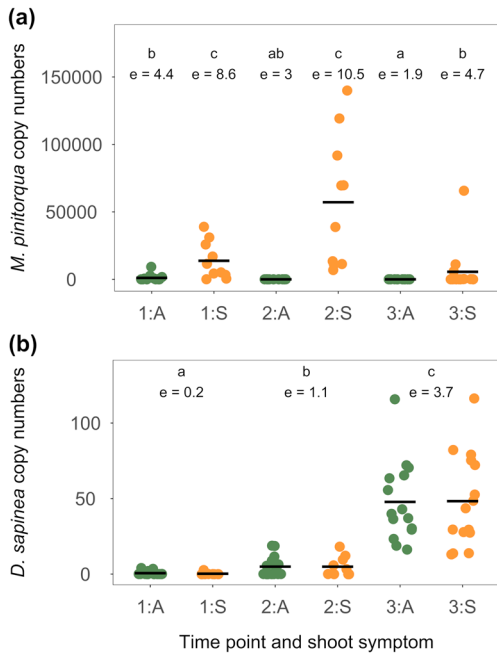 (a)
b c ab c a b
e = 4.4 e = 8.6 e = 3 e = 10.5 e = 1.9 e = 4.7
M. pinitorqua copy numbers
150000
100000
50000
0
1:A 1:S 2:A 2:S 3:A 3:S
(b)
a b c
e = 0.2 e = 1.1 e = 3.7
D. sapinea copy numbers
100
50
0
1:A 1:S 2:A 2:S 3:A 3:S
Time point and shoot symptom